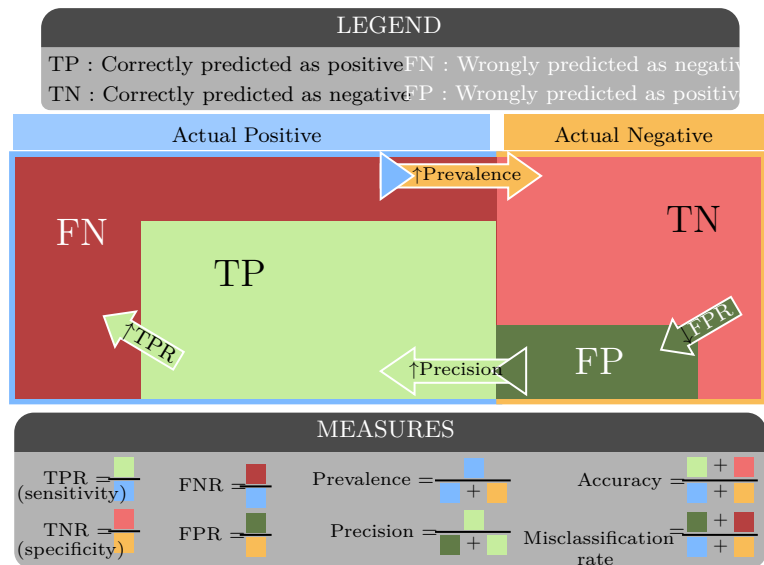 LEGEND
TP : Correctly predicted as positive FN : Wrongly predicted as negativ
TN : Correctly predicted as negative FP : Wrongly predicted as positiv
Actual Positive Actual Negative
↑Prevalence
FN TN
TP
↑TPR ↓FPR
↑Precision FP
MEASURES
TPR = FNR = Prevalence = + Accuracy = + +
(sensitivity)
TNR = FPR = Precision = + Misclassification = + +
(specificity) rate